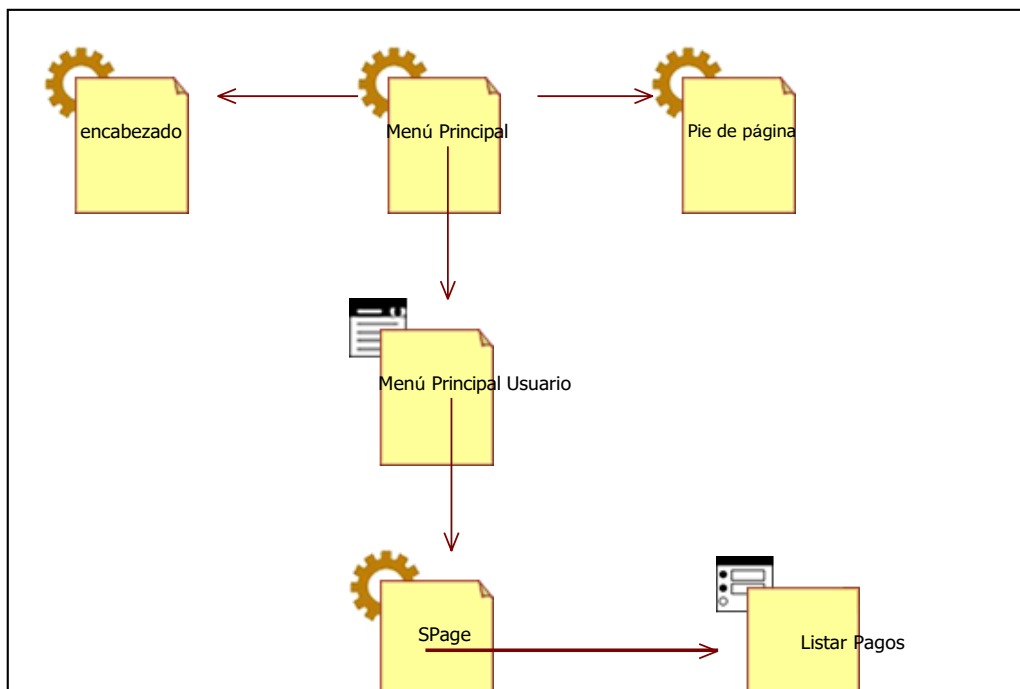 encabezado
Menú Principal
Pie de página
Menú Principal Usuario
SPage
Listar Pagos